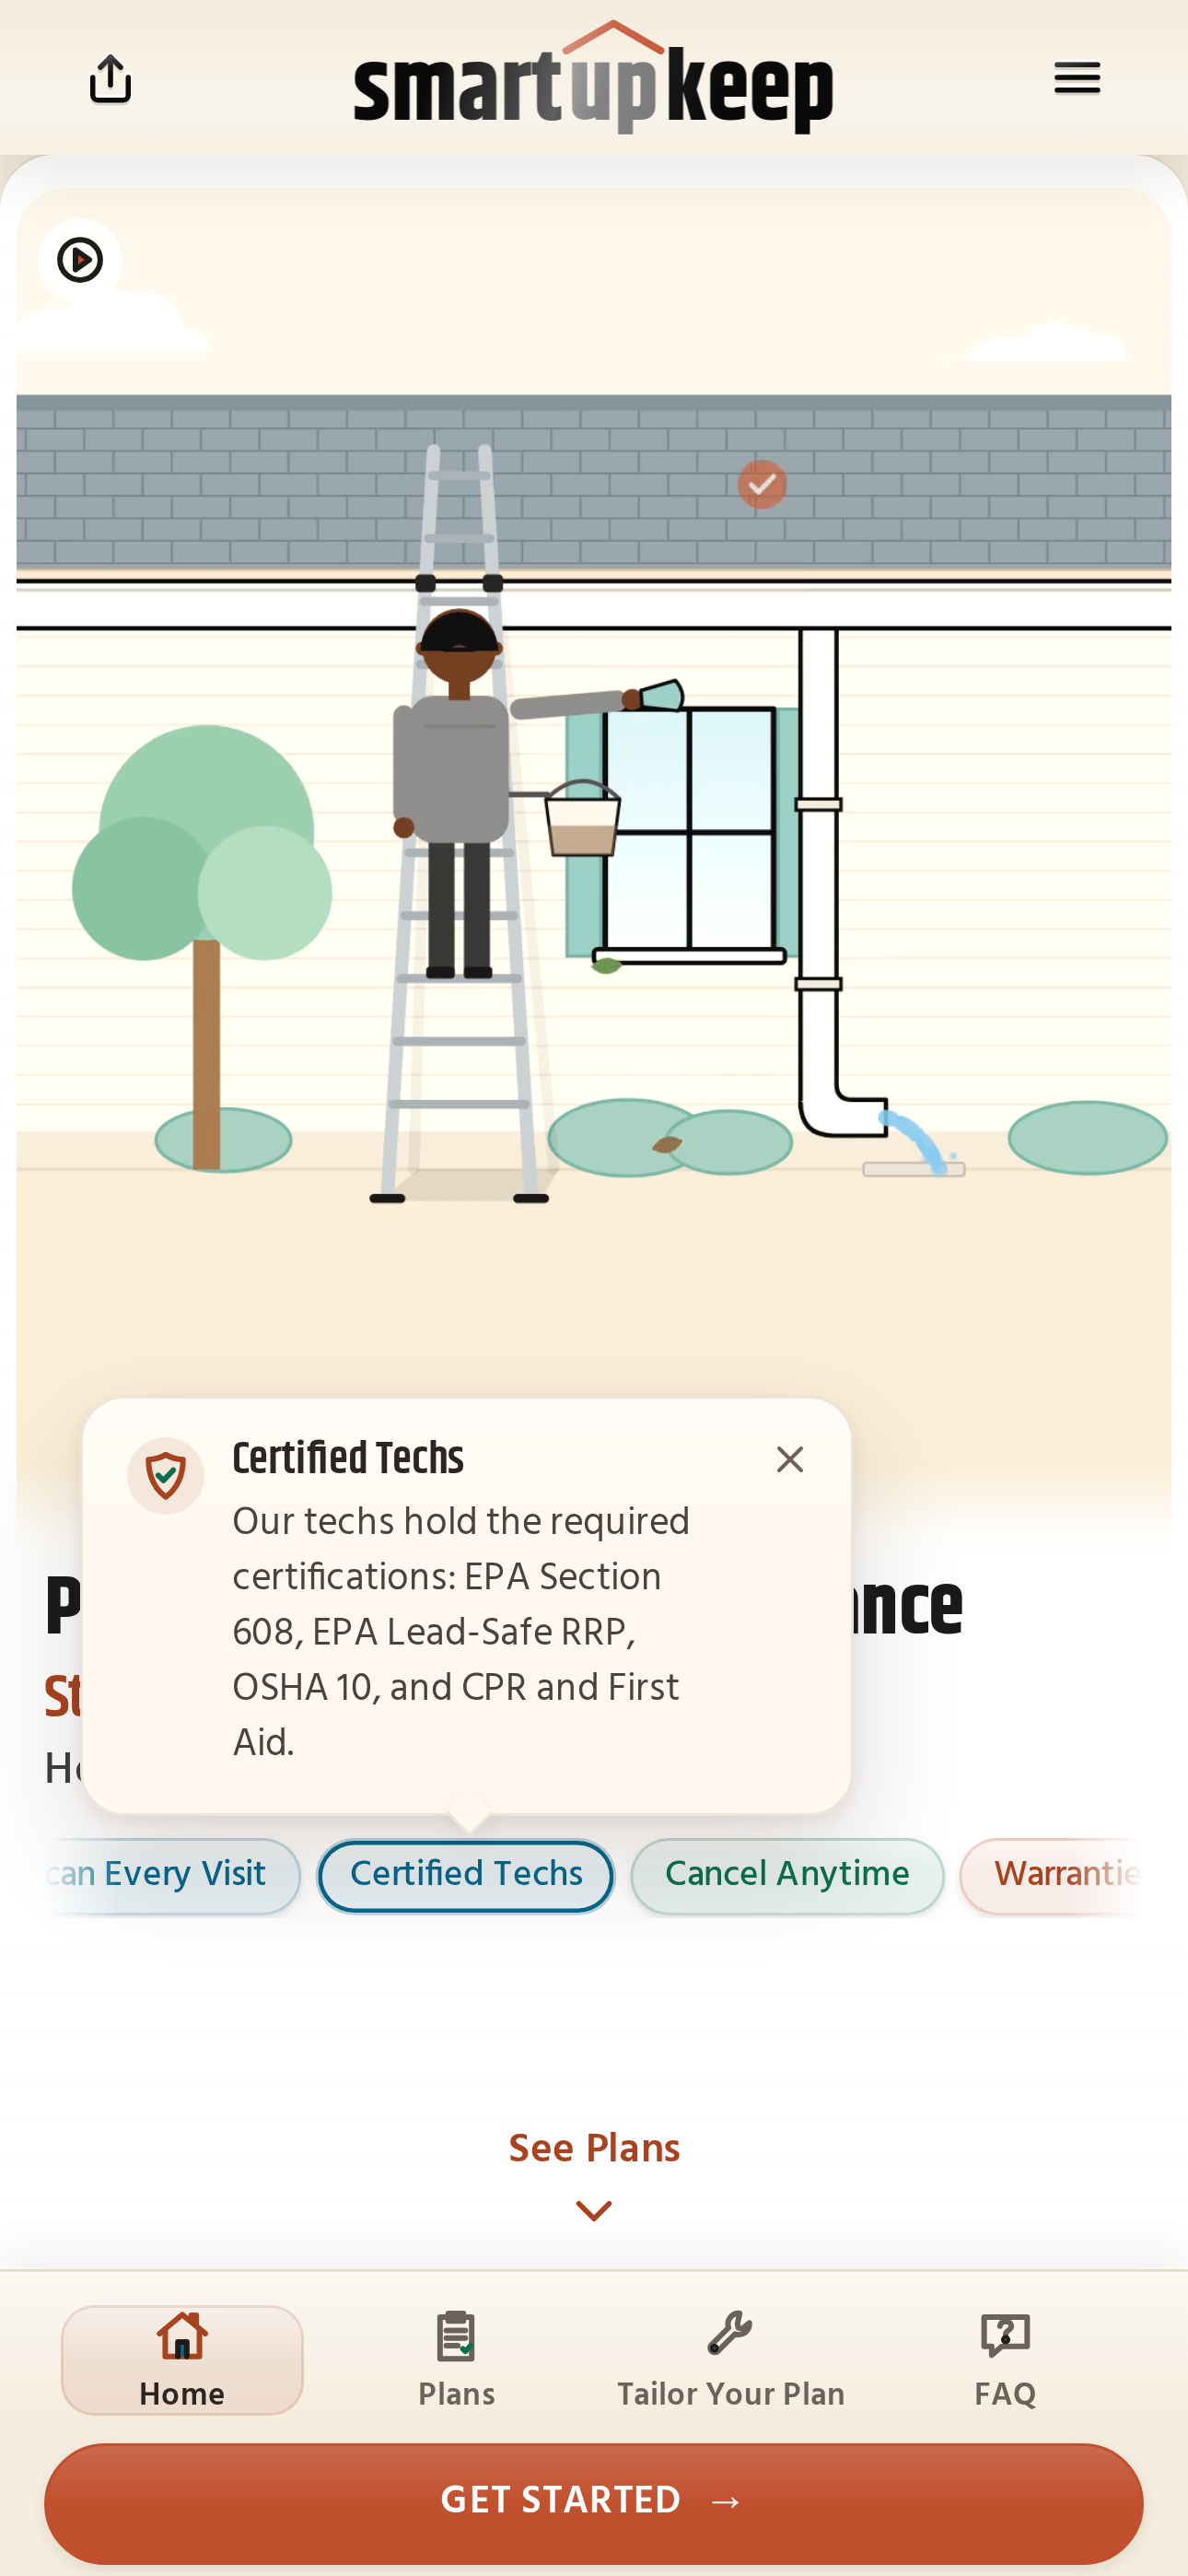 smartupkeep
Certified Techs
Our techs hold the required
certifications: EPA Section
608, EPA Lead-Safe RRP,
OSHA 10, and CPR and First
Aid.
can Every Visit
Certified Techs
Cancel Anytime
See Plans
Home
Plans
Tailor Your Plan
FAQ
GET STARTED →